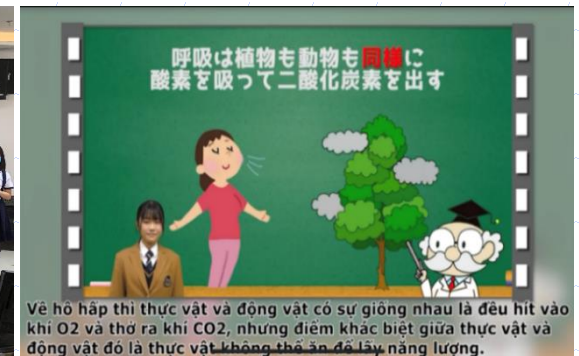 呼吸は植物も動物も同様に
酸素を吸って二酸化炭素を出す
Về hô hấp thì thực vật và động vật có sự giống nhau là đều hít vào
khí O2 và thở ra khí CO2, nhưng điểm khác biệt giữa thực vật và
động vật đó là thực vật không thể ăn để lấy năng lượng.